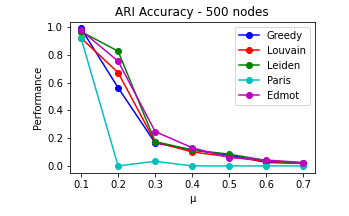 ARI Accuracy - 500 nodes
Performance
1.0
0.8
0.6
0.4
0.2
0.0
Greedy
Louvain
Leiden
Paris
Edmot
0.1 0.2 0.3 0.4 0.5 0.6 0.7
μ